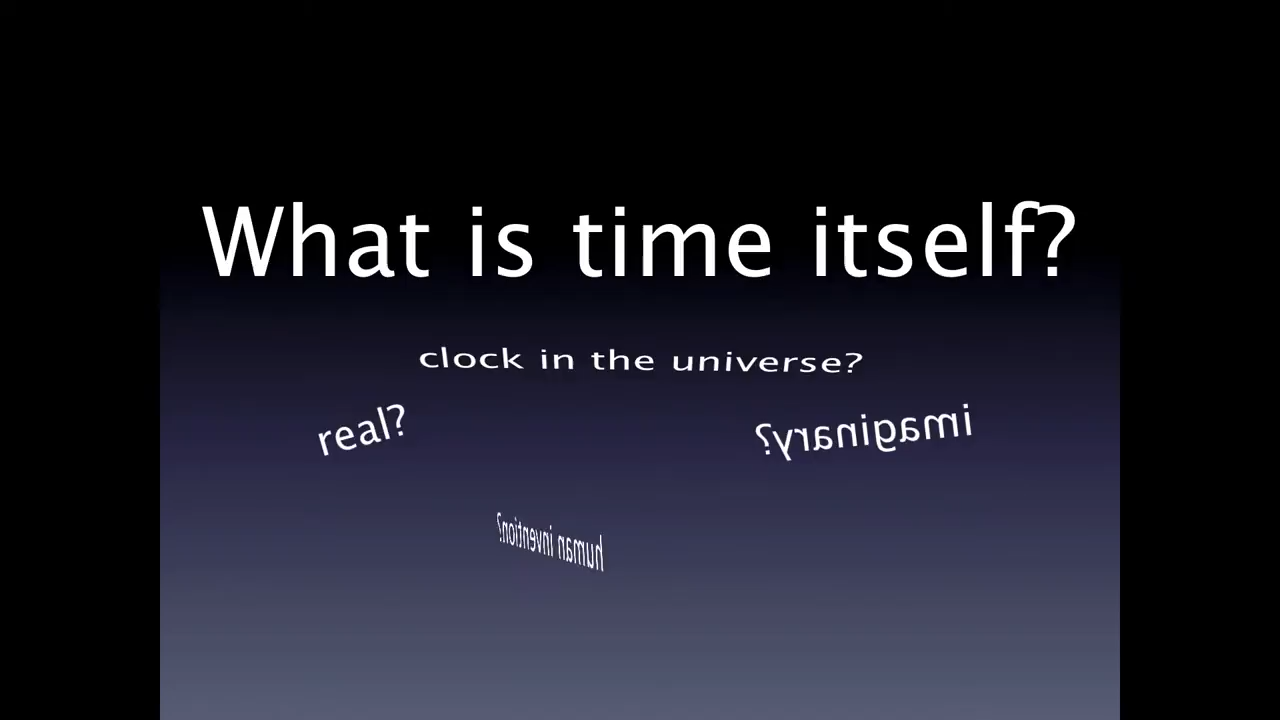 What is time itself?
clock in the universe?
real?
imaginary?
human invention?